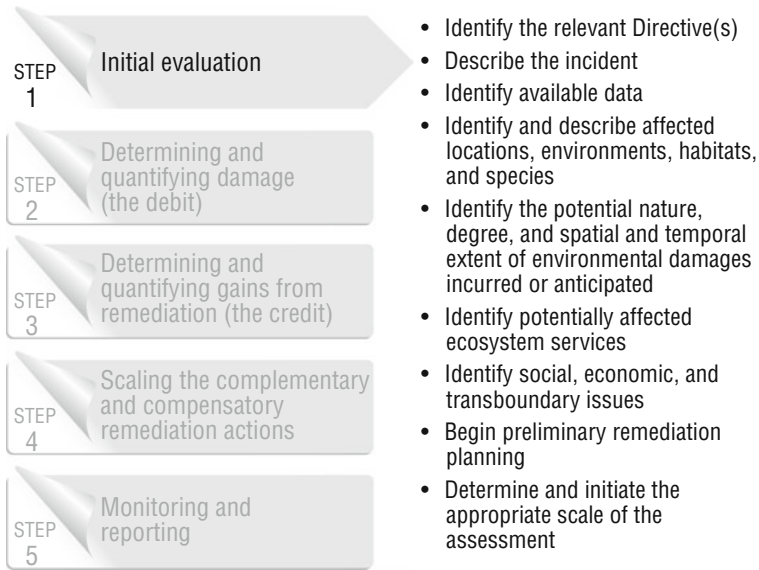 STEP
1
Initial evaluation
STEP
2
Determining and
quantifying damage
(the debit)
STEP
3
Determining and
quantifying gains from
remediation (the credit)
STEP
4
Scaling the complementary
and compensatory
remediation actions
STEP
5
Monitoring and
reporting
• Identify the relevant Directive(s)
• Describe the incident
• Identify available data
• Identify and describe affected
locations, environments, habitats,
and species
• Identify the potential nature,
degree, and spatial and temporal
extent of environmental damages
incurred or anticipated
• Identify potentially affected
ecosystem services
• Identify social, economic, and
transboundary issues
• Begin preliminary remediation
planning
• Determine and initiate the
appropriate scale of the
assessment